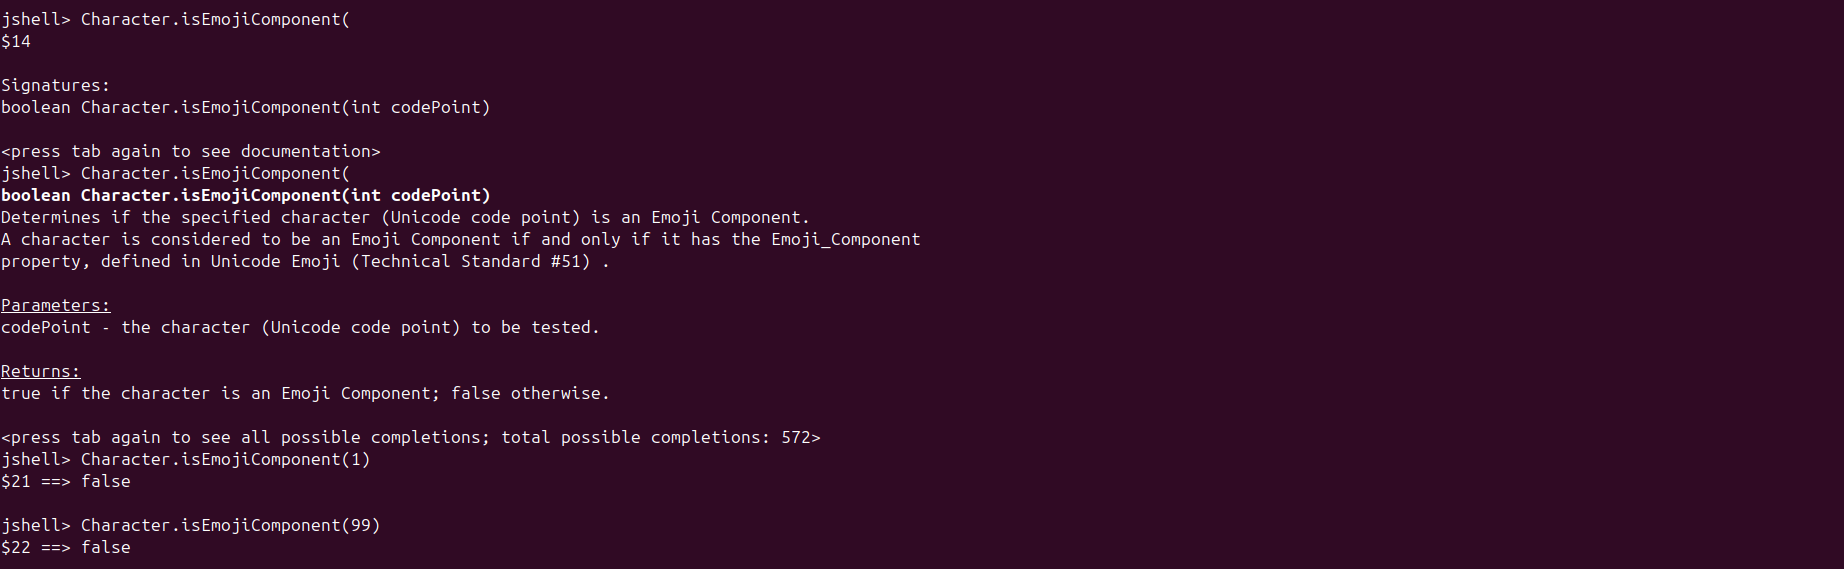 jshell> Character.isEmojiComponent(
$14
Signatures:
boolean Character.isEmojiComponent(int codePoint)
<press tab again to see documentation>
jshell> Character.isEmojiComponent(
boolean Character.isEmojiComponent(int codePoint)
Determines if the specified character (Unicode code point) is an Emoji Component.
A character is considered to be an Emoji Component if and only if it has the Emoji_Component
property, defined in Unicode Emoji (Technical Standard #51) .
Parameters:
codePoint - the character (Unicode code point) to be tested.
Returns:
true if the character is an Emoji Component; false otherwise.
<press tab again to see all possible completions; total possible completions: 572>
jshell> Character.isEmojiComponent(1)
$21 ==> false
jshell> Character.isEmojiComponent(99)
$22 ==> false